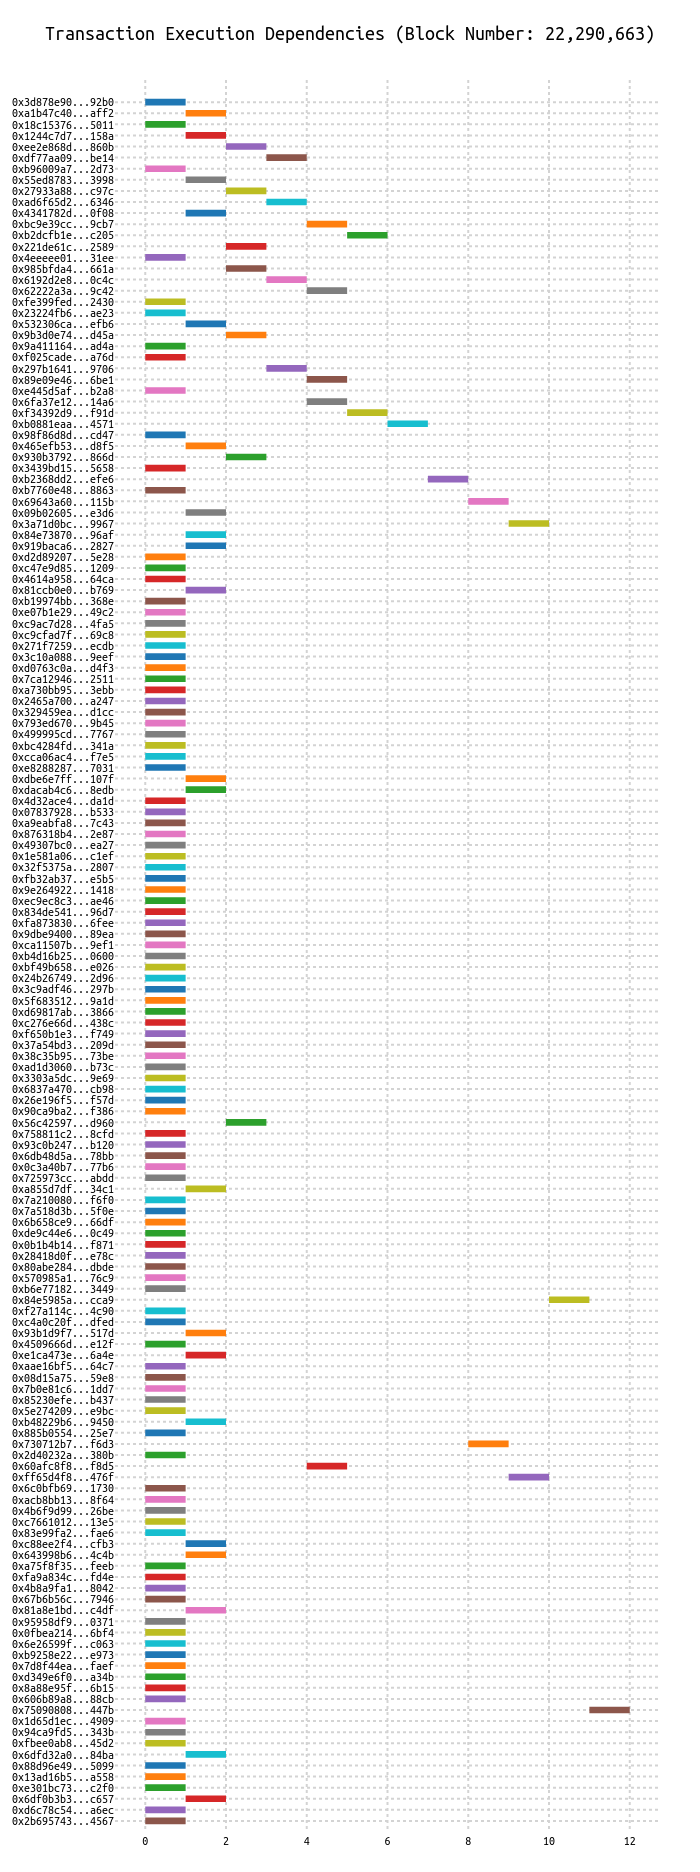 Transaction Execution Dependencies (Block Number: 22,290,663)
0x3d878e90...92b0
0xa1b47c40...aff2
0x18c15376...5011
0x1244c7d7...158a
0xee2e868d...860b
0xdf77aa09...be14
0xb96009a7...2d73
0x55ed8783...3998
0x27933a88...c97c
0xad6f65d2...6346
0x4341782d...0f08
0xbc9e39cc...9cb7
0xb2dcfb1e...c205
0x221de61c...2589
0x4eeeee01...31ee
0x985bfda4...661a
0x6192d2e8...0c4c
0x62222a3a...9c42
0xfe399fed...2430
0x23224fb6...ae23
0x532306ca...efb6
0x9b3d0e74...d45a
0x9a411164...ad4a
0xf025cade...a76d
0x297b1641...9706
0x89e09e46...6be1
0xe445d5af...b2a8
0x6fa37e12...14a6
0xf34392d9...f91d
0xb0881eaa...4571
0x98f86d8d...cd47
0x465efb53...d8f5
0x930b3792...866d
0x3439bd15...5658
0xb2368dd2...efe6
0xb7760e48...8863
0x69643a60...115b
0x09b02605...e3d6
0x3a71d0bc...9967
0x84e73870...96af
0x919baca6...2827
0xd2d89207...5e28
0xc47e9d85...1209
0x4614a958...64ca
0x81ccb0e0...b769
0xb19974bb...368e
0xe07b1e29...49c2
0xc9ac7d28...4fa5
0xc9cfad7f...69c8
0x271f7259...ecdb
0x3c10a088...9eef
0xd0763c0a...d4f3
0x7ca12946...2511
0xa730bb95...3ebb
0x2465a700...a247
0x329459ea...d1cc
0x793ed670...9b45
0x499995cd...7767
0xbc4284fd...341a
0xcca06ac4...f7e5
0xe8288287...7031
0xdbe6e7ff...107f
0xdacab4c6...8edb
0x4d32ace4...da1d
0x07837928...b533
0xa9eabfa8...7c43
0x876318b4...2e87
0x49307bc0...ea27
0x1e581a06...c1ef
0x32f5375a...2807
0xfb32ab37...e5b5
0x9e264922...1418
0xec9ec8c3...ae46
0x834de541...96d7
0xfa873830...6fee
0x9dbe9400...89ea
0xca11507b...9ef1
0xb4d16b25...0600
0xbf49b658...e026
0x24b26749...2d96
0x3c9adf46...297b
0x5f683512...9a1d
0xd69817ab...3866
0xc276e66d...438c
0xf650b1e3...f749
0x37a54bd3...209d
0x38c35b95...73be
0xad1d3060...b73c
0x3303a5dc...9e69
0x6837a470...cb98
0x26e196f5...f57d
0x90ca9ba2...f386
0x56c42597...d960
0x758811c2...8cfd
0x93c0b247...b120
0x6db48d5a...78bb
0x0c3a40b7...77b6
0x725973cc...abdd
0xa855d7df...34c1
0x7a210080...f6f0
0x7a518d3b...5f0e
0x6b658ce9...66df
0xde9c44e6...0c49
0x0b1b4b14...f871
0x28418d0f...e78c
0x80abe284...dbde
0x570985a1...76c9
0xb6e77182...3449
0x84e5985a...cca9
0xf27a114c...4c90
0xc4a0c20f...dfed
0x93b1d9f7...517d
0x4509666d...e12f
0xe1ca473e...6a4e
0xaae16bf5...64c7
0x08d15a75...59e8
0x7b0e81c6...1dd7
0x85230efe...b437
0x5e274209...e9bc
0xb48229b6...9450
0x885b0554...25e7
0x730712b7...f6d3
0x2d40232a...380b
0x60afc8f8...f8d5
0xff65d4f8...476f
0x6c0bfb69...1730
0xacb8bb13...8f64
0x4b6f9d99...26be
0xc7661012...13e5
0x83e99fa2...fae6
0xc88ee2f4...cfb3
0x643998b6...4c4b
0xa75f8f35...feeb
0xfa9a834c...fd4e
0x4b8a9fa1...8042
0x67b6b56c...7946
0x81a8e1bd...c4df
0x95958df9...0371
0x0fbea214...6bf4
0x6e26599f...c063
0xb9258e22...e973
0x7d8f44ea...faef
0xd349e6f0...a34b
0x8a88e95f...6b15
0x606b89a8...88cb
0x75090808...447b
0x1d65d1ec...4909
0x94ca9fd5...343b
0xfbee0ab8...45d2
0x6dfd32a0...84ba
0x88d96e49...5099
0x13ad16b5...a558
0xe301bc73...c2f0
0x6df0b3b3...c657
0xd6c78c54...a6ec
0x2b695743...4567
0 2 4 6 8 10 12